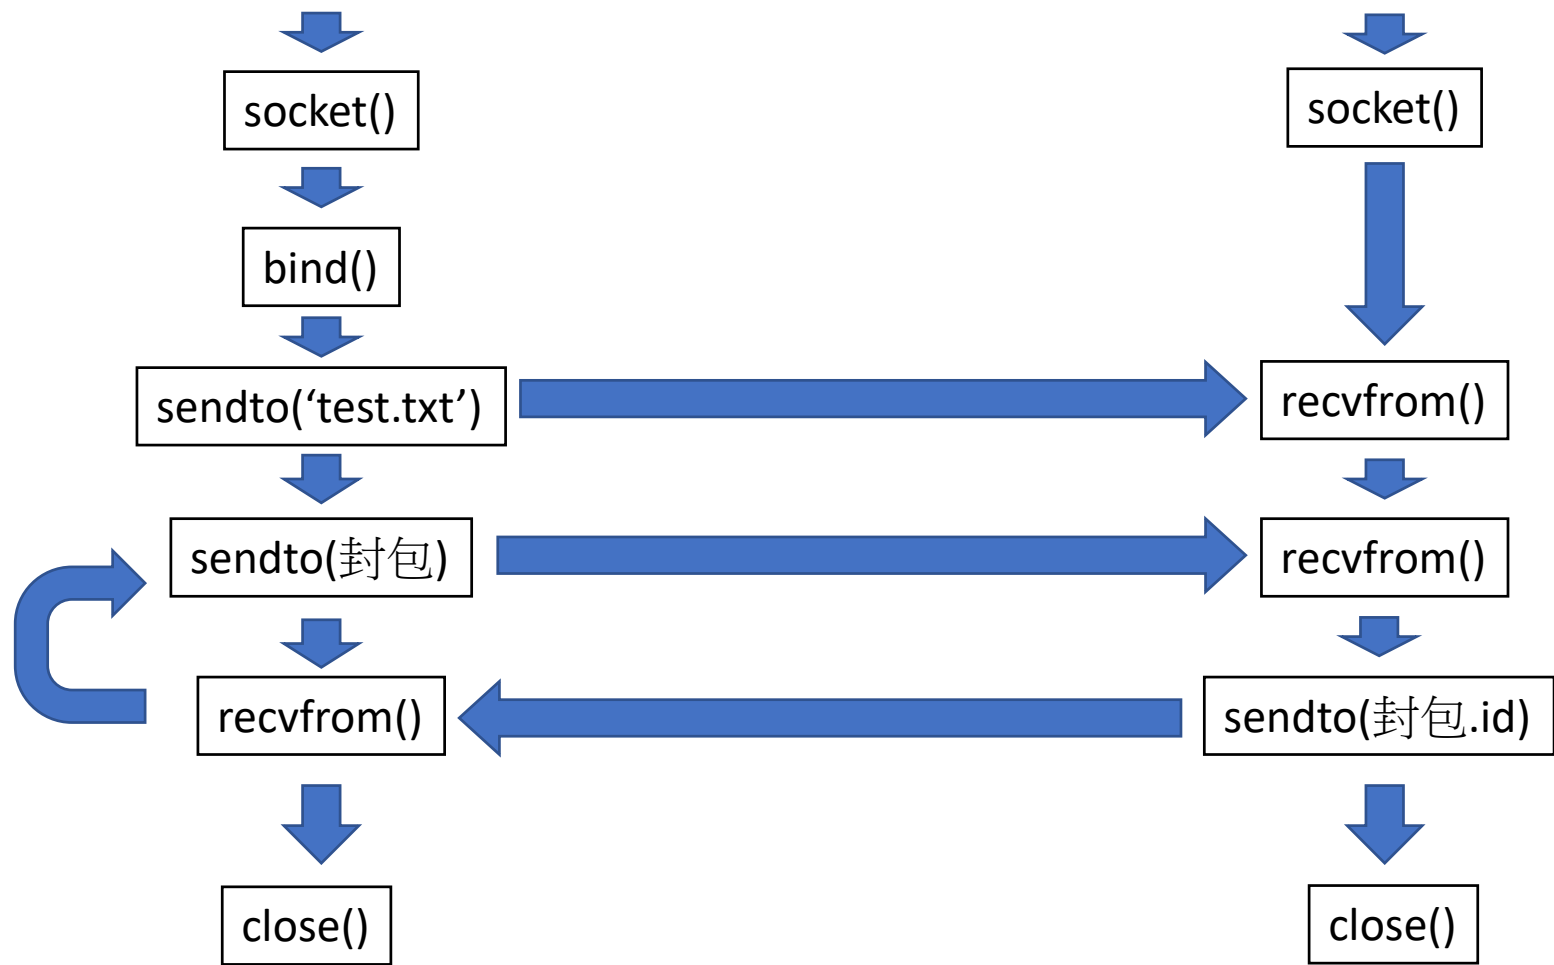 socket()
socket()
bind()
sendto(‘test.txt’)
recvfrom()
sendto(封包)
recvfrom()
recvfrom()
sendto(封包.id)
close()
close()